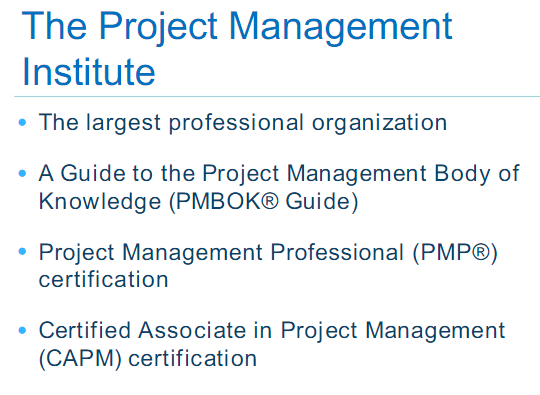 The Project Management
Institute
• The largest professional organization
• A Guide to the Project Management Body of
Knowledge (PMBOK® Guide)
• Project Management Professional (PMP®)
certification
• Certified Associate in Project Management
(CAPM) certification